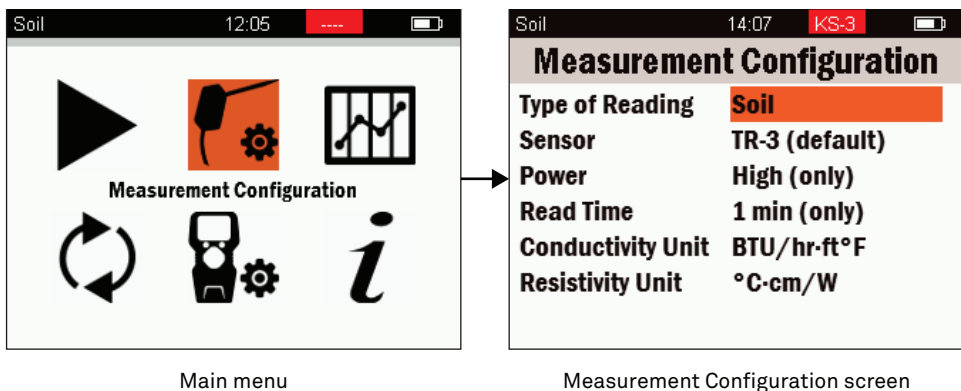 Soil 12:05 ----
Measurement Configuration
i
Main menu
Soil 14:07 KS-3
Measurement Configuration
Type of Reading Soil
Sensor TR-3 (default)
Power High (only)
Read Time 1 min (only)
Conductivity Unit BTU/hr·ft°F
Resistivity Unit °C·cm/W
Measurement Configuration screen